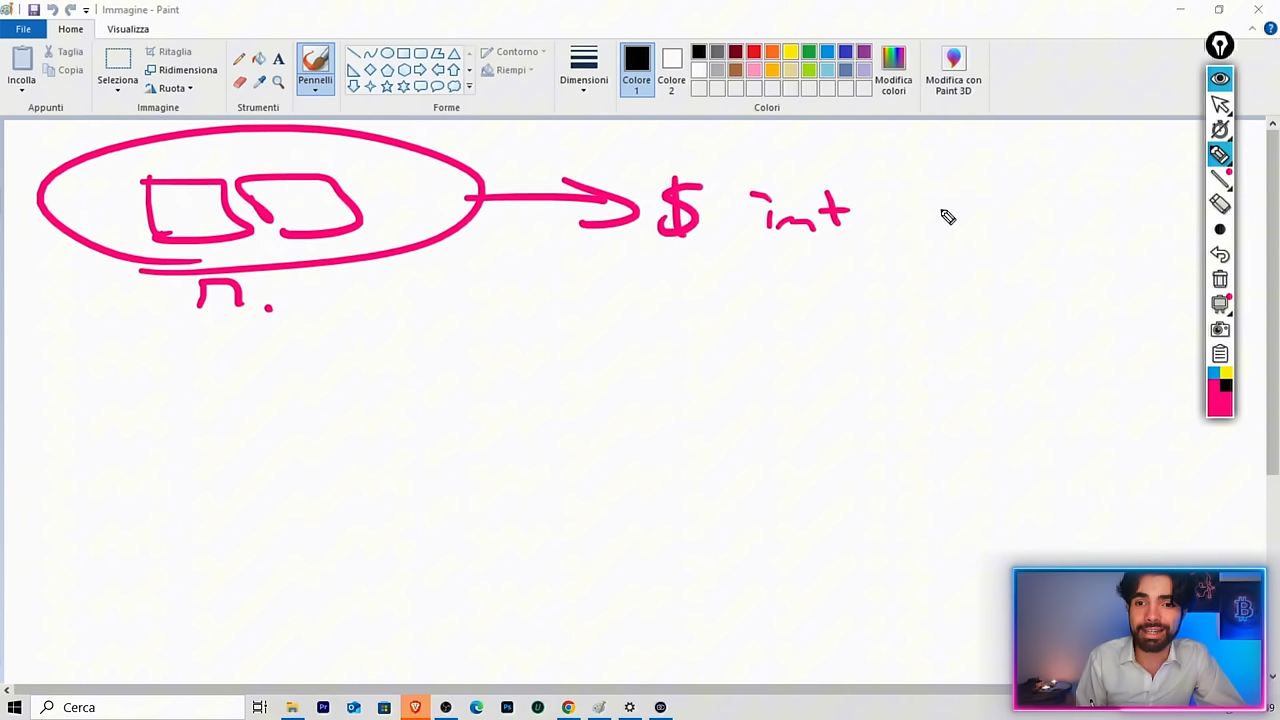 Immagine - Paint
File Home Visualizza
Incolla
Taglia
Copia
Appunti
Seleziona
Ritaglia
Ridimensiona
Ruota
Immagine
A
Strumenti
Pennelli
Contorno
Riempi
Forme
Dimensioni
Colore 1
Colore 2
Modifica colori
Colori
Modifica con Paint 3D
$ int
n.
Cerca